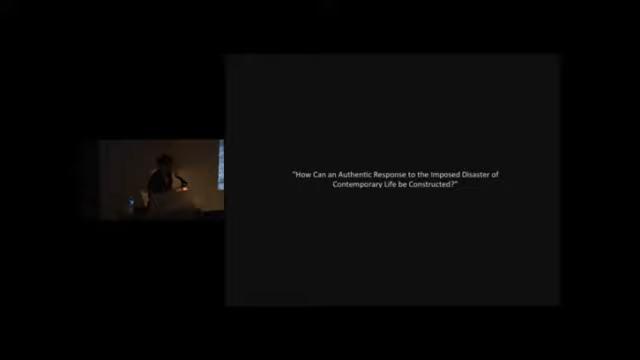 "How Can an Authentic Response to the Imposed Disaster of
Contemporary Life be Constructed?"